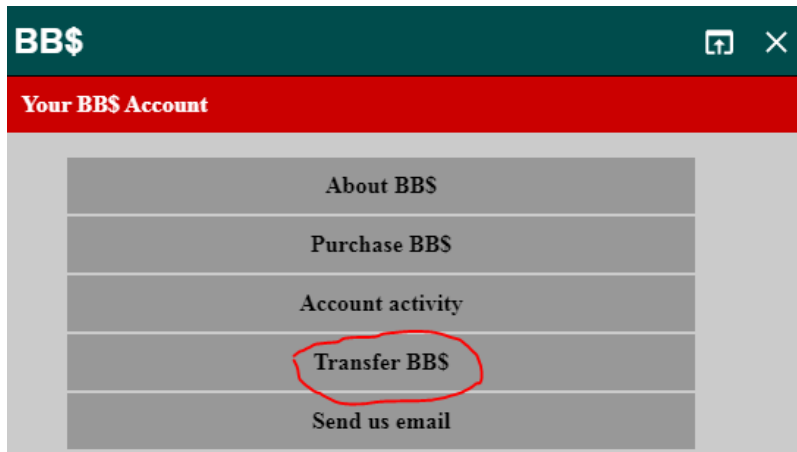 BB$
Your BB$ Account
About BB$
Purchase BB$
Account activity
Transfer BB$
Send us email